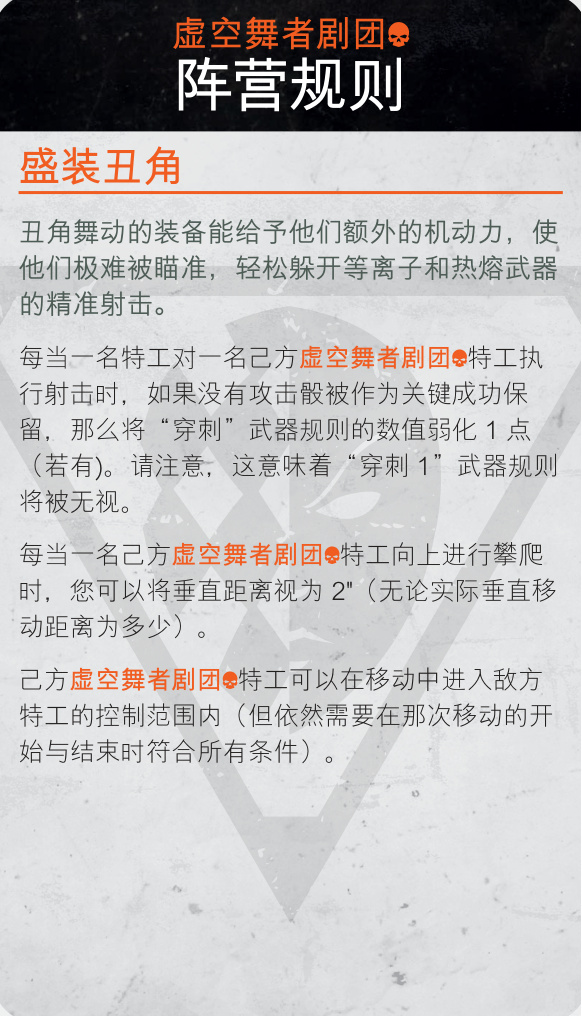 虚空舞者剧团
阵营规则
盛装丑角
丑角舞动的装备能给予他们额外的机动力，使
他们极难被瞄准，轻松躲开等离子和热熔武器
的精准射击。
每当一名特工对一名己方虚空舞者剧团特工执
行射击时，如果没有攻击骰被作为关键成功保
留，那么将“穿刺”武器规则的数值弱化 1 点
（若有)。请注意，这意味着“穿刺 1”武器规则
将被无视。
每当一名己方虚空舞者剧团特工向上进行攀爬
时，您可以将垂直距离视为 2"（无论实际垂直移
动距离为多少）。
己方虚空舞者剧团特工可以在移动中进入敌方
特工的控制范围内（但依然需要在那次移动的开
始与结束时符合所有条件）。